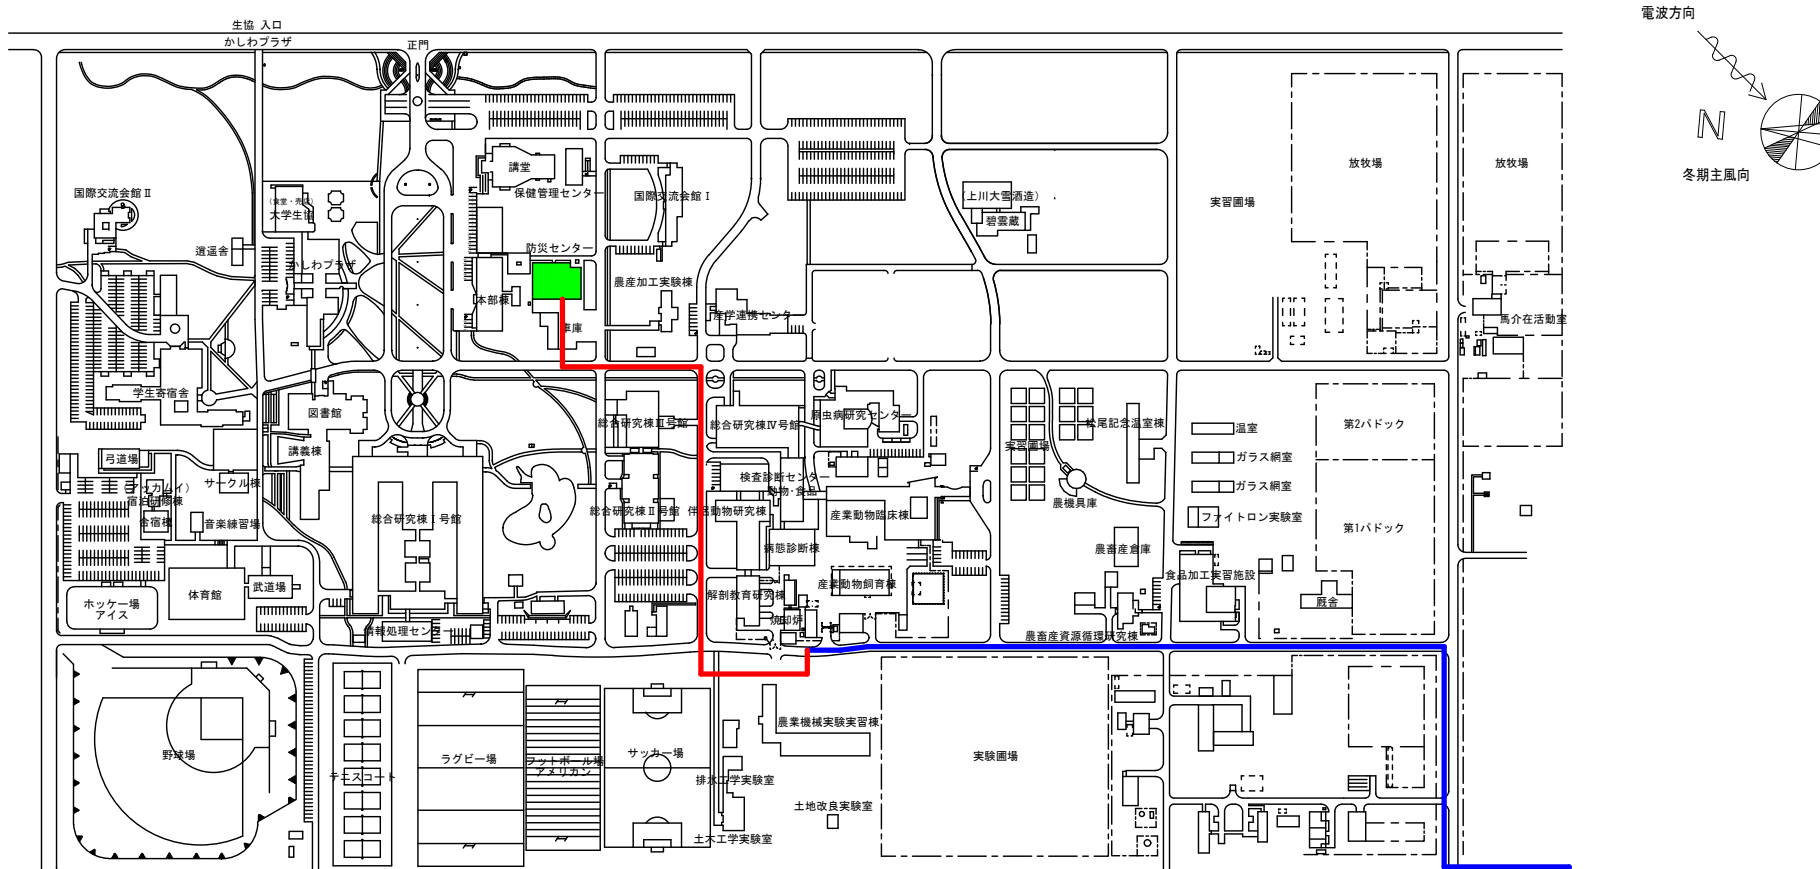 電波方向
生協 入口
かしわプラザ
正門
N
冬期主風向
講堂
保健管理センター
国際交流会館Ⅱ
(食堂・売店)
大学生協
国際交流会館Ⅰ
(上川大雪酒造)
碧雲蔵
実習圃場
放牧場
放牧場
逍遥舎
かしわプラザ
防災センター
本部棟
車庫
農産加工実験棟
産学連携センター
馬介在活動室
学生寄宿舎
図書館
講義棟
総合研究棟Ⅲ号館
総合研究棟Ⅳ号館
原虫病研究センター
実習圃場
松尾記念温室棟
温室
ガラス網室
ガラス網室
ファイトロン実験室
第2パドック
第1パドック
弓道場
サークル棟
(アッカムイ)
宿泊研修棟
合宿棟
音楽練習場
総合研究棟Ⅰ号館
総合研究棟Ⅱ号館
伴侶動物研究棟
検査診断センター
動物・食品
産業動物臨床棟
農機具庫
病態診断棟
農畜産倉庫
食品加工実習施設
体育館
武道場
ホッケー場
アイス
解剖教育研究棟
産業動物飼育棟
焼却炉
厩舎
情報処理センター
農畜産資源循環研究棟
野球場
テニスコート
ラグビー場
フットボール場
アメリカン
サッカー場
農業機械実験実習棟
排水工学実験室
土地改良実験室
土木工学実験室
実験圃場